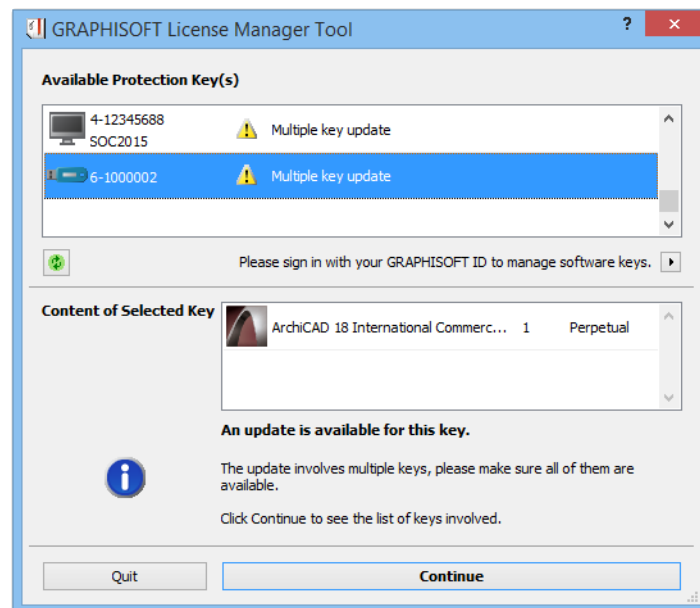 GRAPHISOFT License Manager Tool
Available Protection Key(s)
4-12345688
SOC2015
Multiple key update
6-1000002
Multiple key update
Please sign in with your GRAPHISOFT ID to manage software keys.
Content of Selected Key
ArchiCAD 18 International Commerc... 1 Perpetual
An update is available for this key.
The update involves multiple keys, please make sure all of them are
available.
Click Continue to see the list of keys involved.
Quit
Continue